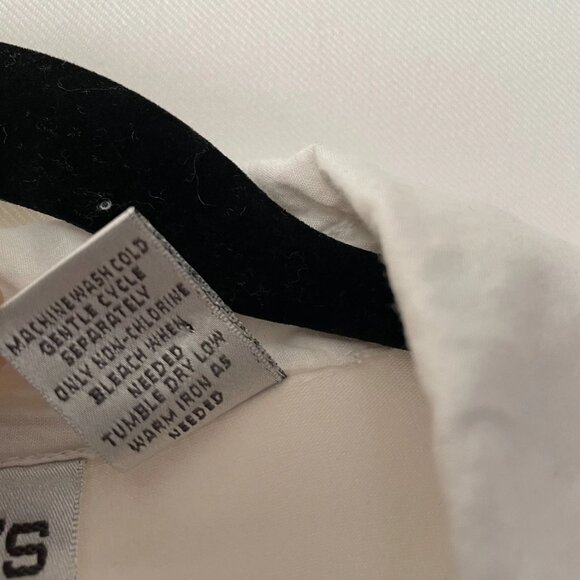 MACHINE WASH COLD
GENTLE CYCLE
SEPARATELY
ONLY NON-CHLORINE
BLEACH WHEN
NEEDED
TUMBLE DRY LOW
WARM IRON AS
NEEDED